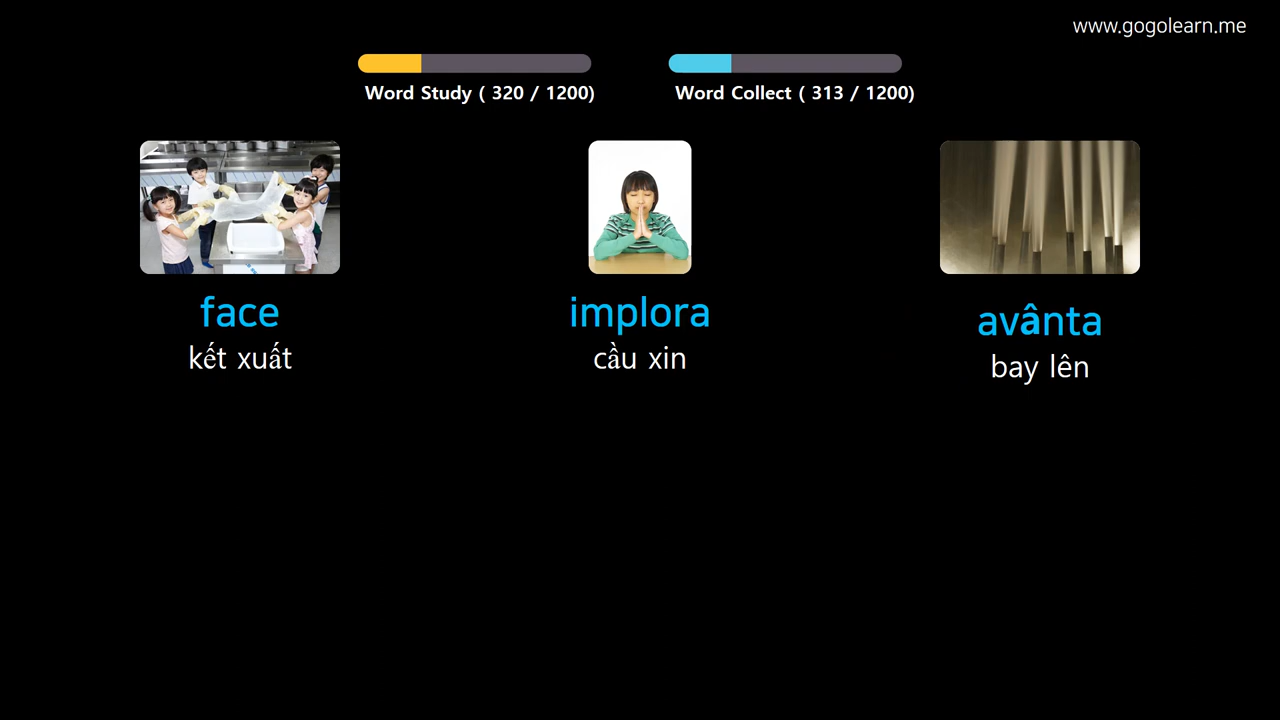 www.gogolearn.me
Word Study ( 320 / 1200)
Word Collect ( 313 / 1200)
face
kết xuất
implora
cầu xin
avânta
bay lên